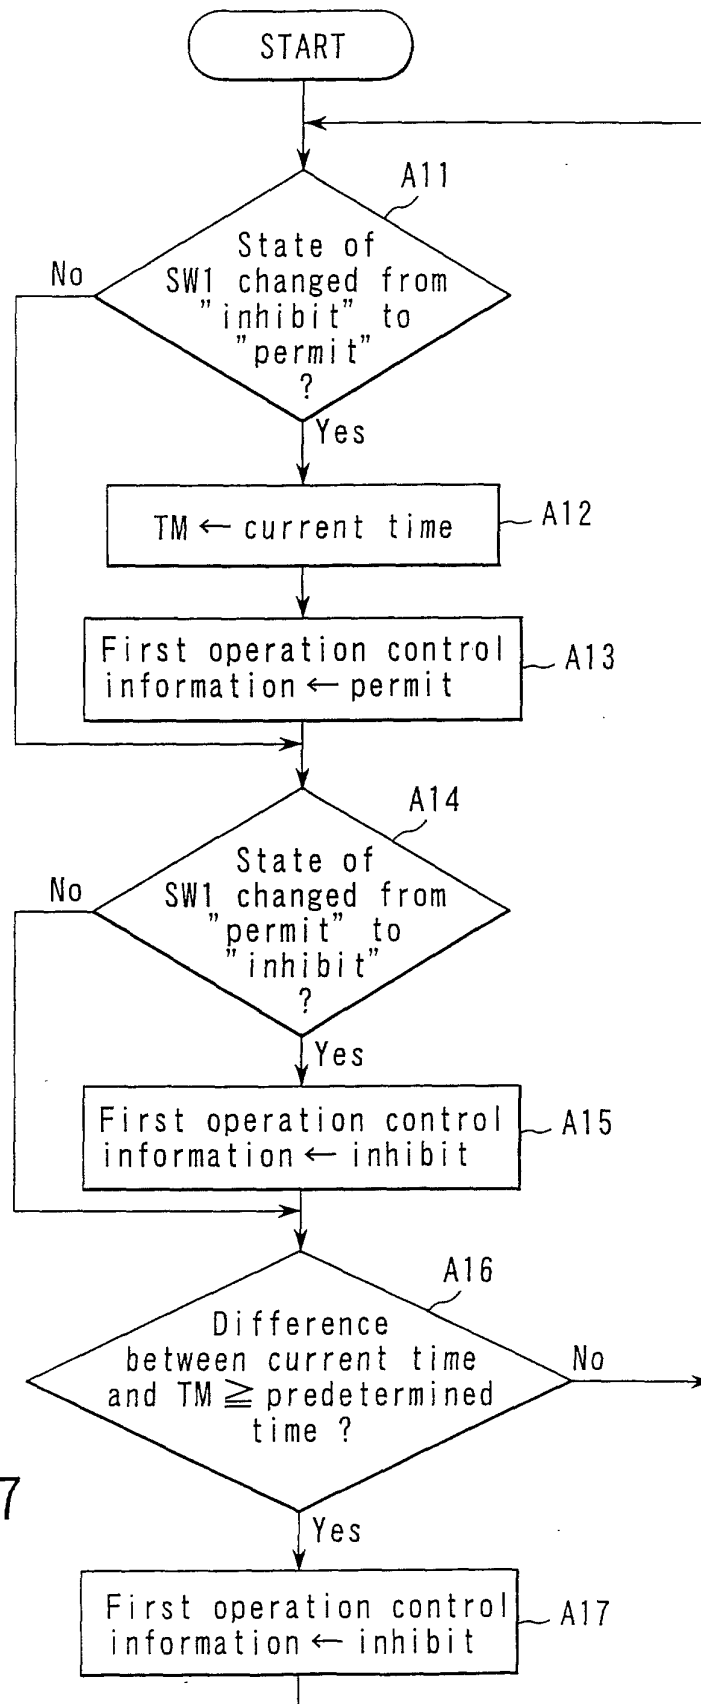 START
A11
State of
SW1 changed from
"inhibit" to
"permit"
?
No
Yes
TM ← current time
A12
First operation control
information ← permit
A13
A14
State of
SW1 changed from
"permit" to
"inhibit"
?
No
Yes
First operation control
information ← inhibit
A15
A16
Difference
between current time
and TM ≧ predetermined
time ?
No
7
Yes
First operation control
information ← inhibit
A17